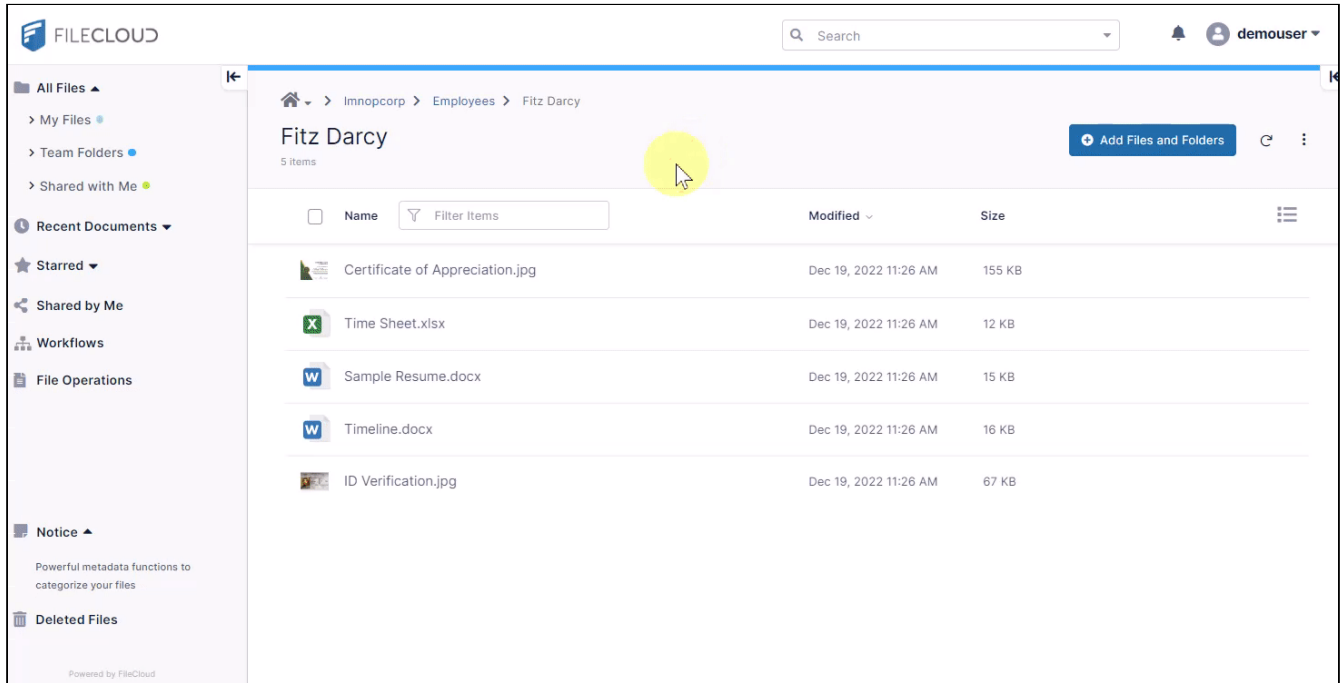 FILECLOUD
Search
demouser
All Files
My Files
Team Folders
Shared with Me
Recent Documents
Starred
Shared by Me
Workflows
File Operations
Notice
Powerful metadata functions to
categorize your files
Deleted Files
Powered by FileCloud
lmnopcorp > Employees > Fitz Darcy
Fitz Darcy
5 items
Add Files and Folders
Name Filter Items Modified Size
Certificate of Appreciation.jpg Dec 19, 2022 11:26 AM 155 KB
Time Sheet.xlsx Dec 19, 2022 11:26 AM 12 KB
Sample Resume.docx Dec 19, 2022 11:26 AM 15 KB
Timeline.docx Dec 19, 2022 11:26 AM 16 KB
ID Verification.jpg Dec 19, 2022 11:26 AM 67 KB